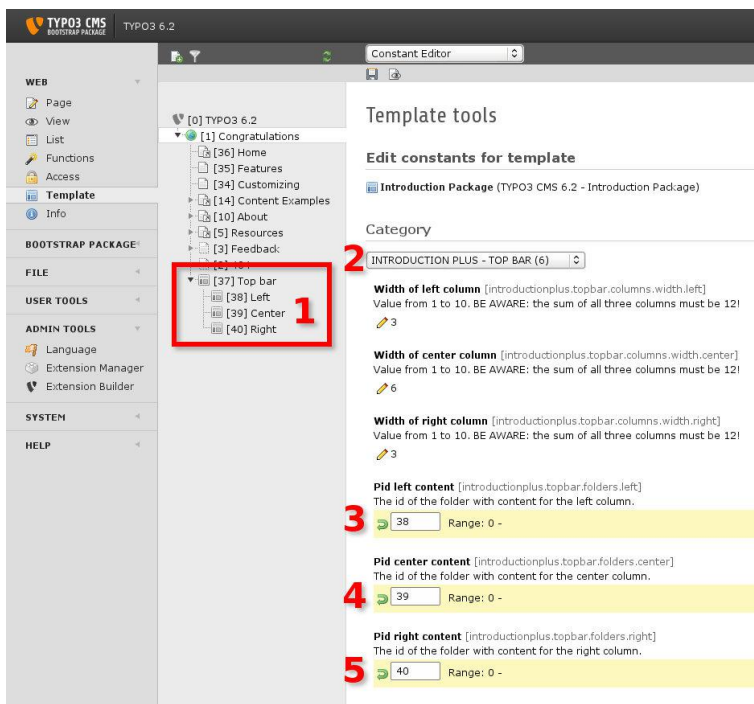 TYPO3 CMS
BOOTSTRAP PACKAGE
TYPO3 6.2
Constant Editor
WEB
Page
View
List
Functions
Access
Template
Info
BOOTSTRAP PACKAGE
FILE
USER TOOLS
ADMIN TOOLS
Language
Extension Manager
Extension Builder
SYSTEM
HELP
[0] TYPO3 6.2
[1] Congratulations
[36] Home
[35] Features
[34] Customizing
[14] Content Examples
[10] About
[5] Resources
[3] Feedback
[37] Top bar
[38] Left
[39] Center
[40] Right
1
Template tools
Edit constants for template
Introduction Package (TYPO3 CMS 6.2 - Introduction Package)
Category
2
INTRODUCTION PLUS - TOP BAR (6)
Width of left column [introductionplus.topbar.columns.width.left]
Value from 1 to 10. BE AWARE: the sum of all three columns must be 12!
3
Width of center column [introductionplus.topbar.columns.width.center]
Value from 1 to 10. BE AWARE: the sum of all three columns must be 12!
6
Width of right column [introductionplus.topbar.columns.width.right]
Value from 1 to 10. BE AWARE: the sum of all three columns must be 12!
3
Pid left content [introductionplus.topbar.folders.left]
The id of the folder with content for the left column.
3 38 Range: 0 -
Pid center content [introductionplus.topbar.folders.center]
The id of the folder with content for the center column.
4 39 Range: 0 -
Pid right content [introductionplus.topbar.folders.right]
The id of the folder with content for the right column.
5 40 Range: 0 -